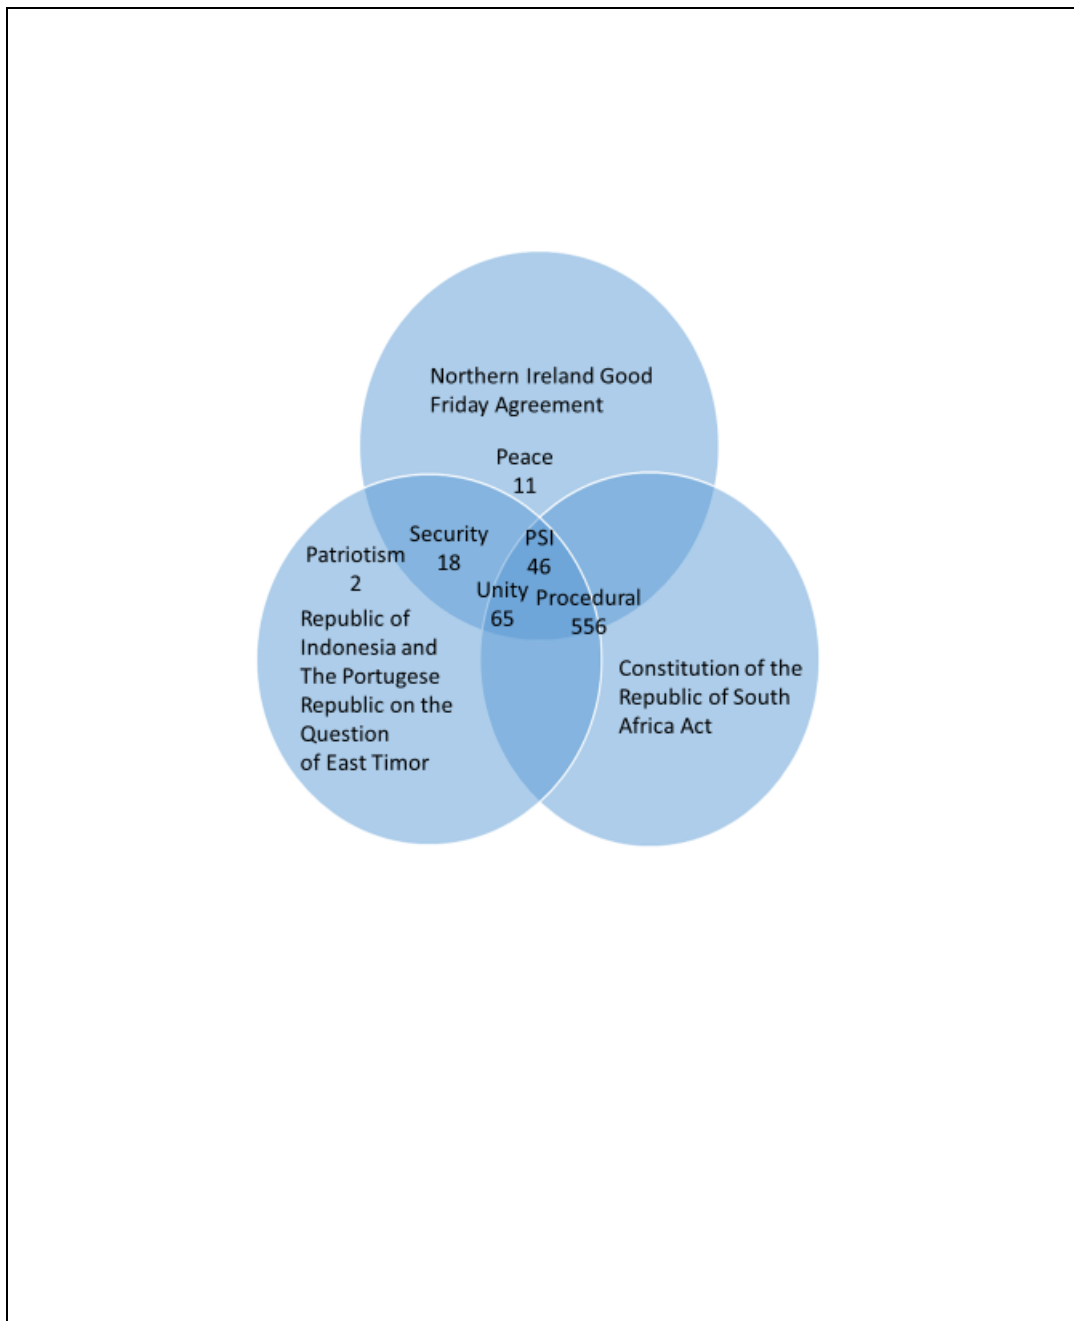 Northern Ireland Good
Friday Agreement
Peace
11
Security
18
PSI
46
Patriotism
2
Unity
65
Procedural
556
Republic of
Indonesia and
The Portugese
Republic on the
Question
of East Timor
Constitution of the
Republic of South
Africa Act